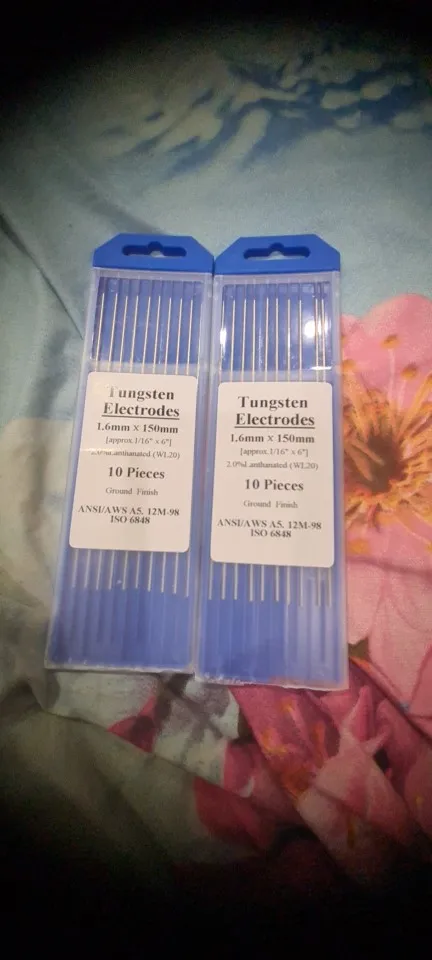 Tungsten
Electrodes
1.6mm X 150mm
[approx.1/16" x 6"]
2.0%Lanthanated (WL20)
10 Pieces
Ground Finish
ANSI/AWS A5. 12M-98
ISO 6848
Tungsten
Electrodes
1.6mm X 150mm
[approx.1/16" x 6"]
2.0%Lanthanated (WL20)
10 Pieces
Ground Finish
ANSI/AWS A5. 12M-98
ISO 6848